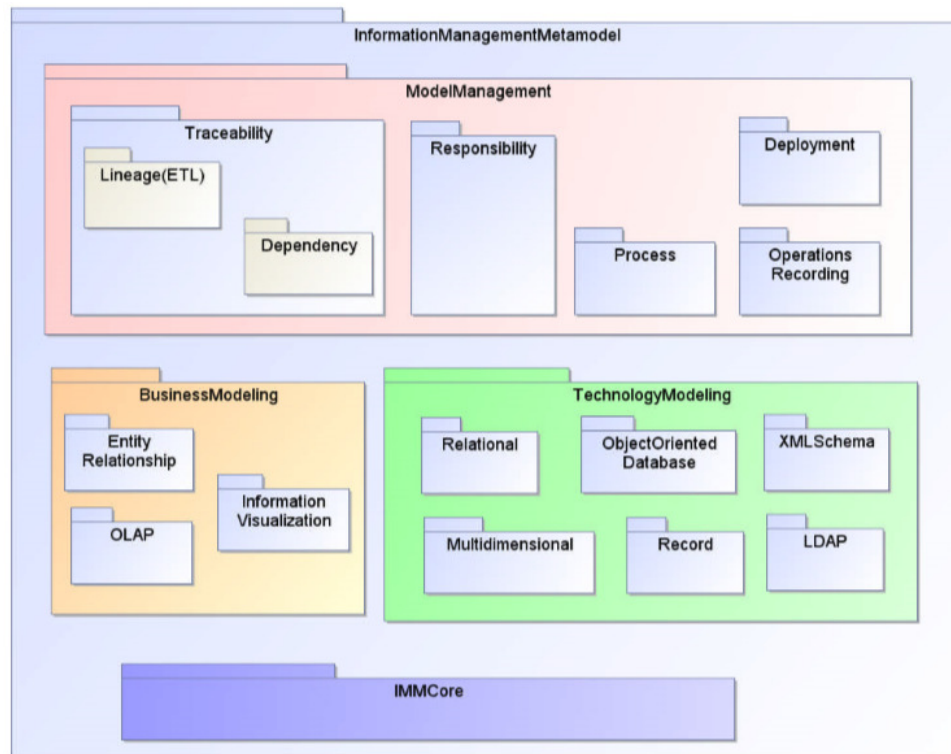 InformationManagementMetamodel
ModelManagement
Traceability
Lineage(ETL)
Dependency
Responsibility
Process
Deployment
Operations
Recording
BusinessModeling
Entity
Relationship
Information
Visualization
OLAP
TechnologyModeling
Relational
ObjectOriented
Database
XMLSchema
Multidimensional
Record
LDAP
IMMCore